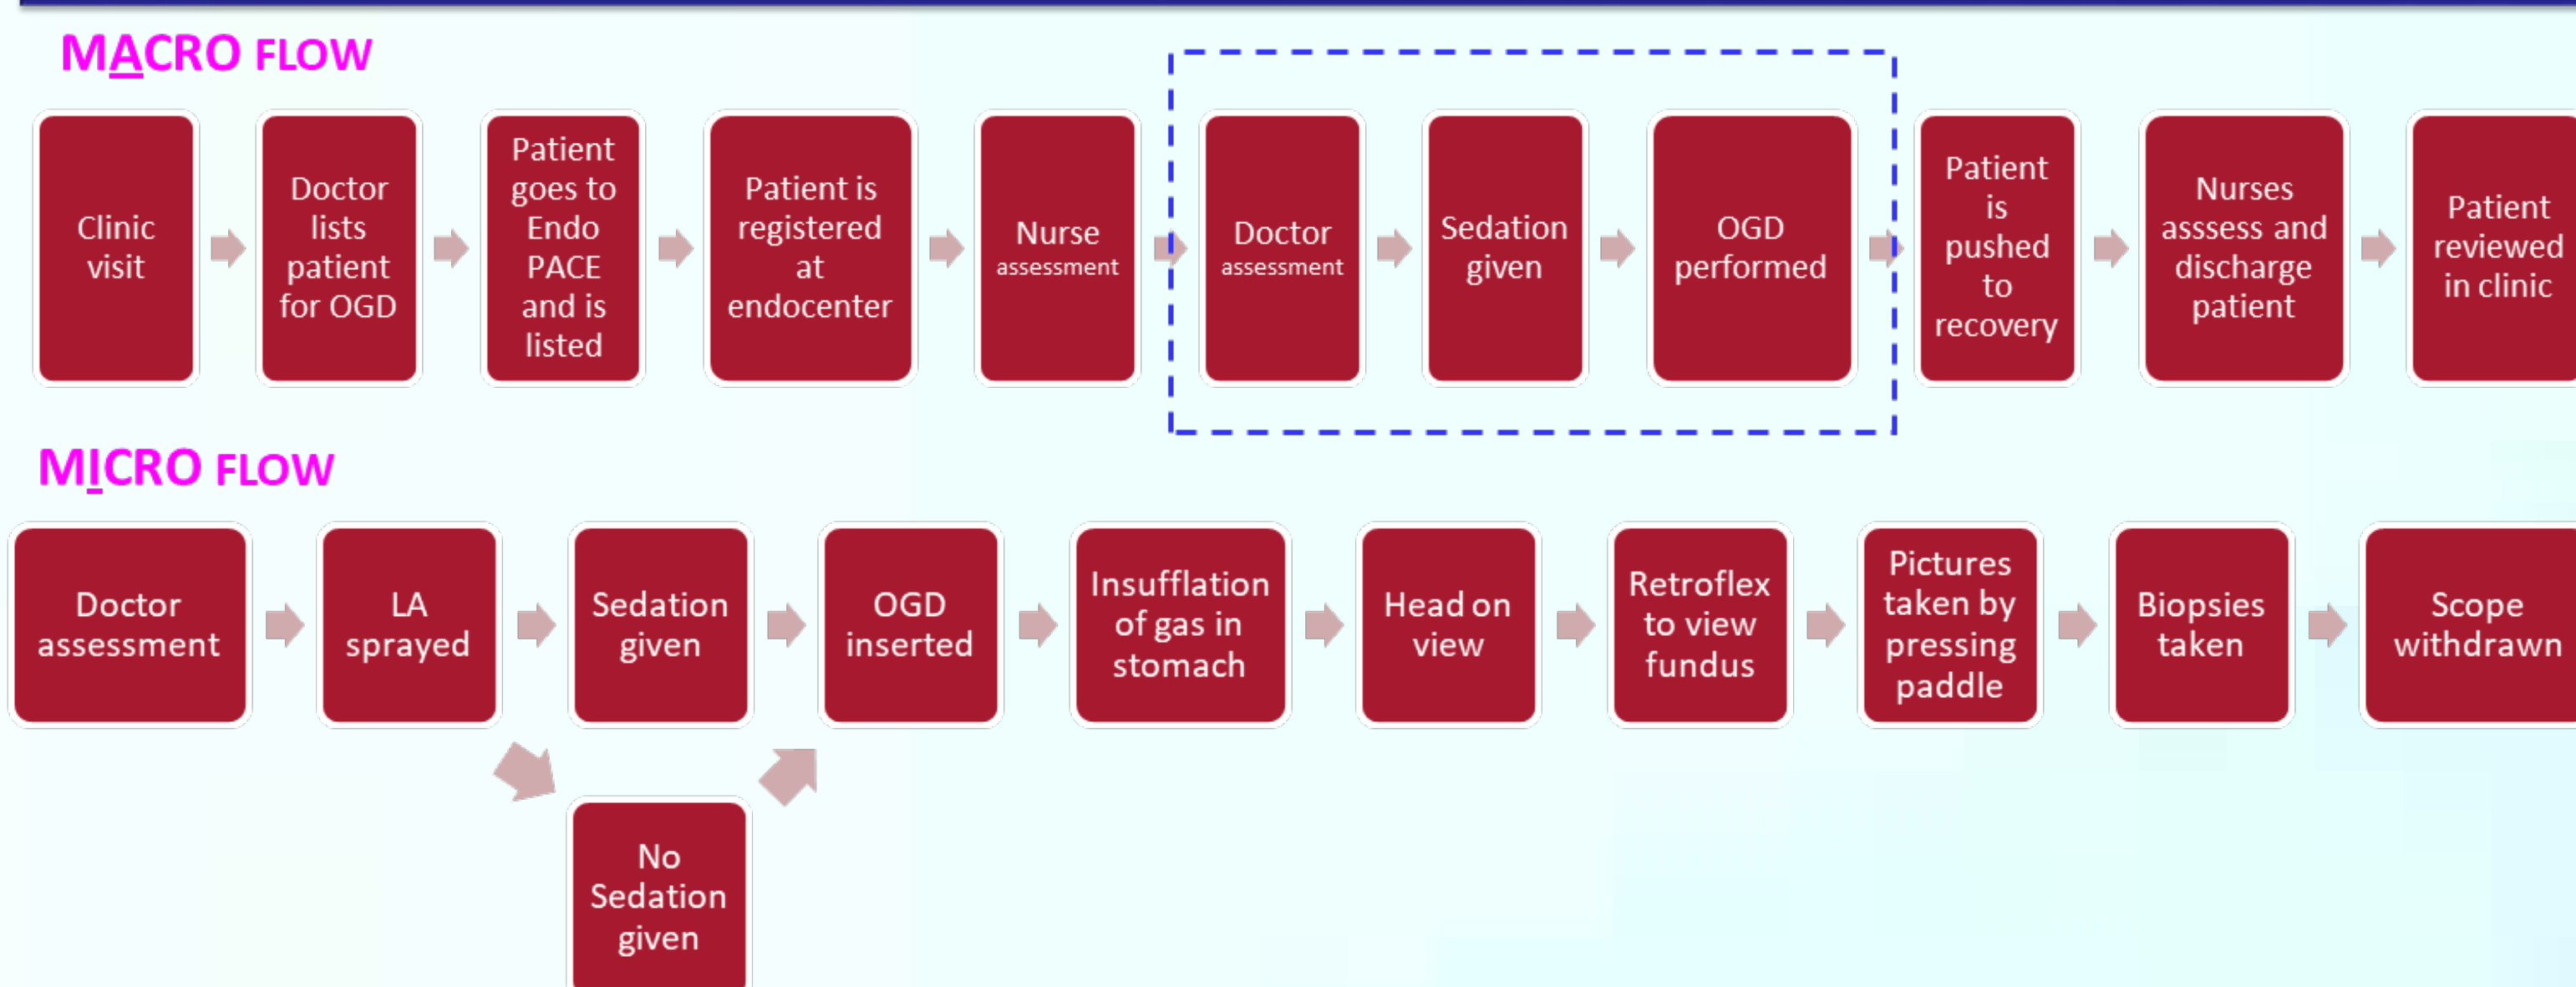 MACRO FLOW
Clinic
visit
Doctor
lists
patient
for OGD
Patient
goes to
Endo
PACE
and is
listed
Patient is
registered
at
endocenter
Nurse
assessment
Doctor
assessment
Sedation
given
OGD
performed
Patient
is
pushed
to
recovery
Nurses
asssess and
discharge
patient
Patient
reviewed
in clinic
MICRO FLOW
Doctor
assessment
LA
sprayed
Sedation
given
OGD
inserted
Insufflation
of gas in
stomach
Head on
view
Retroflex
to view
fundus
Pictures
taken by
pressing
paddle
Biopsies
taken
Scope
withdrawn
No
Sedation
given